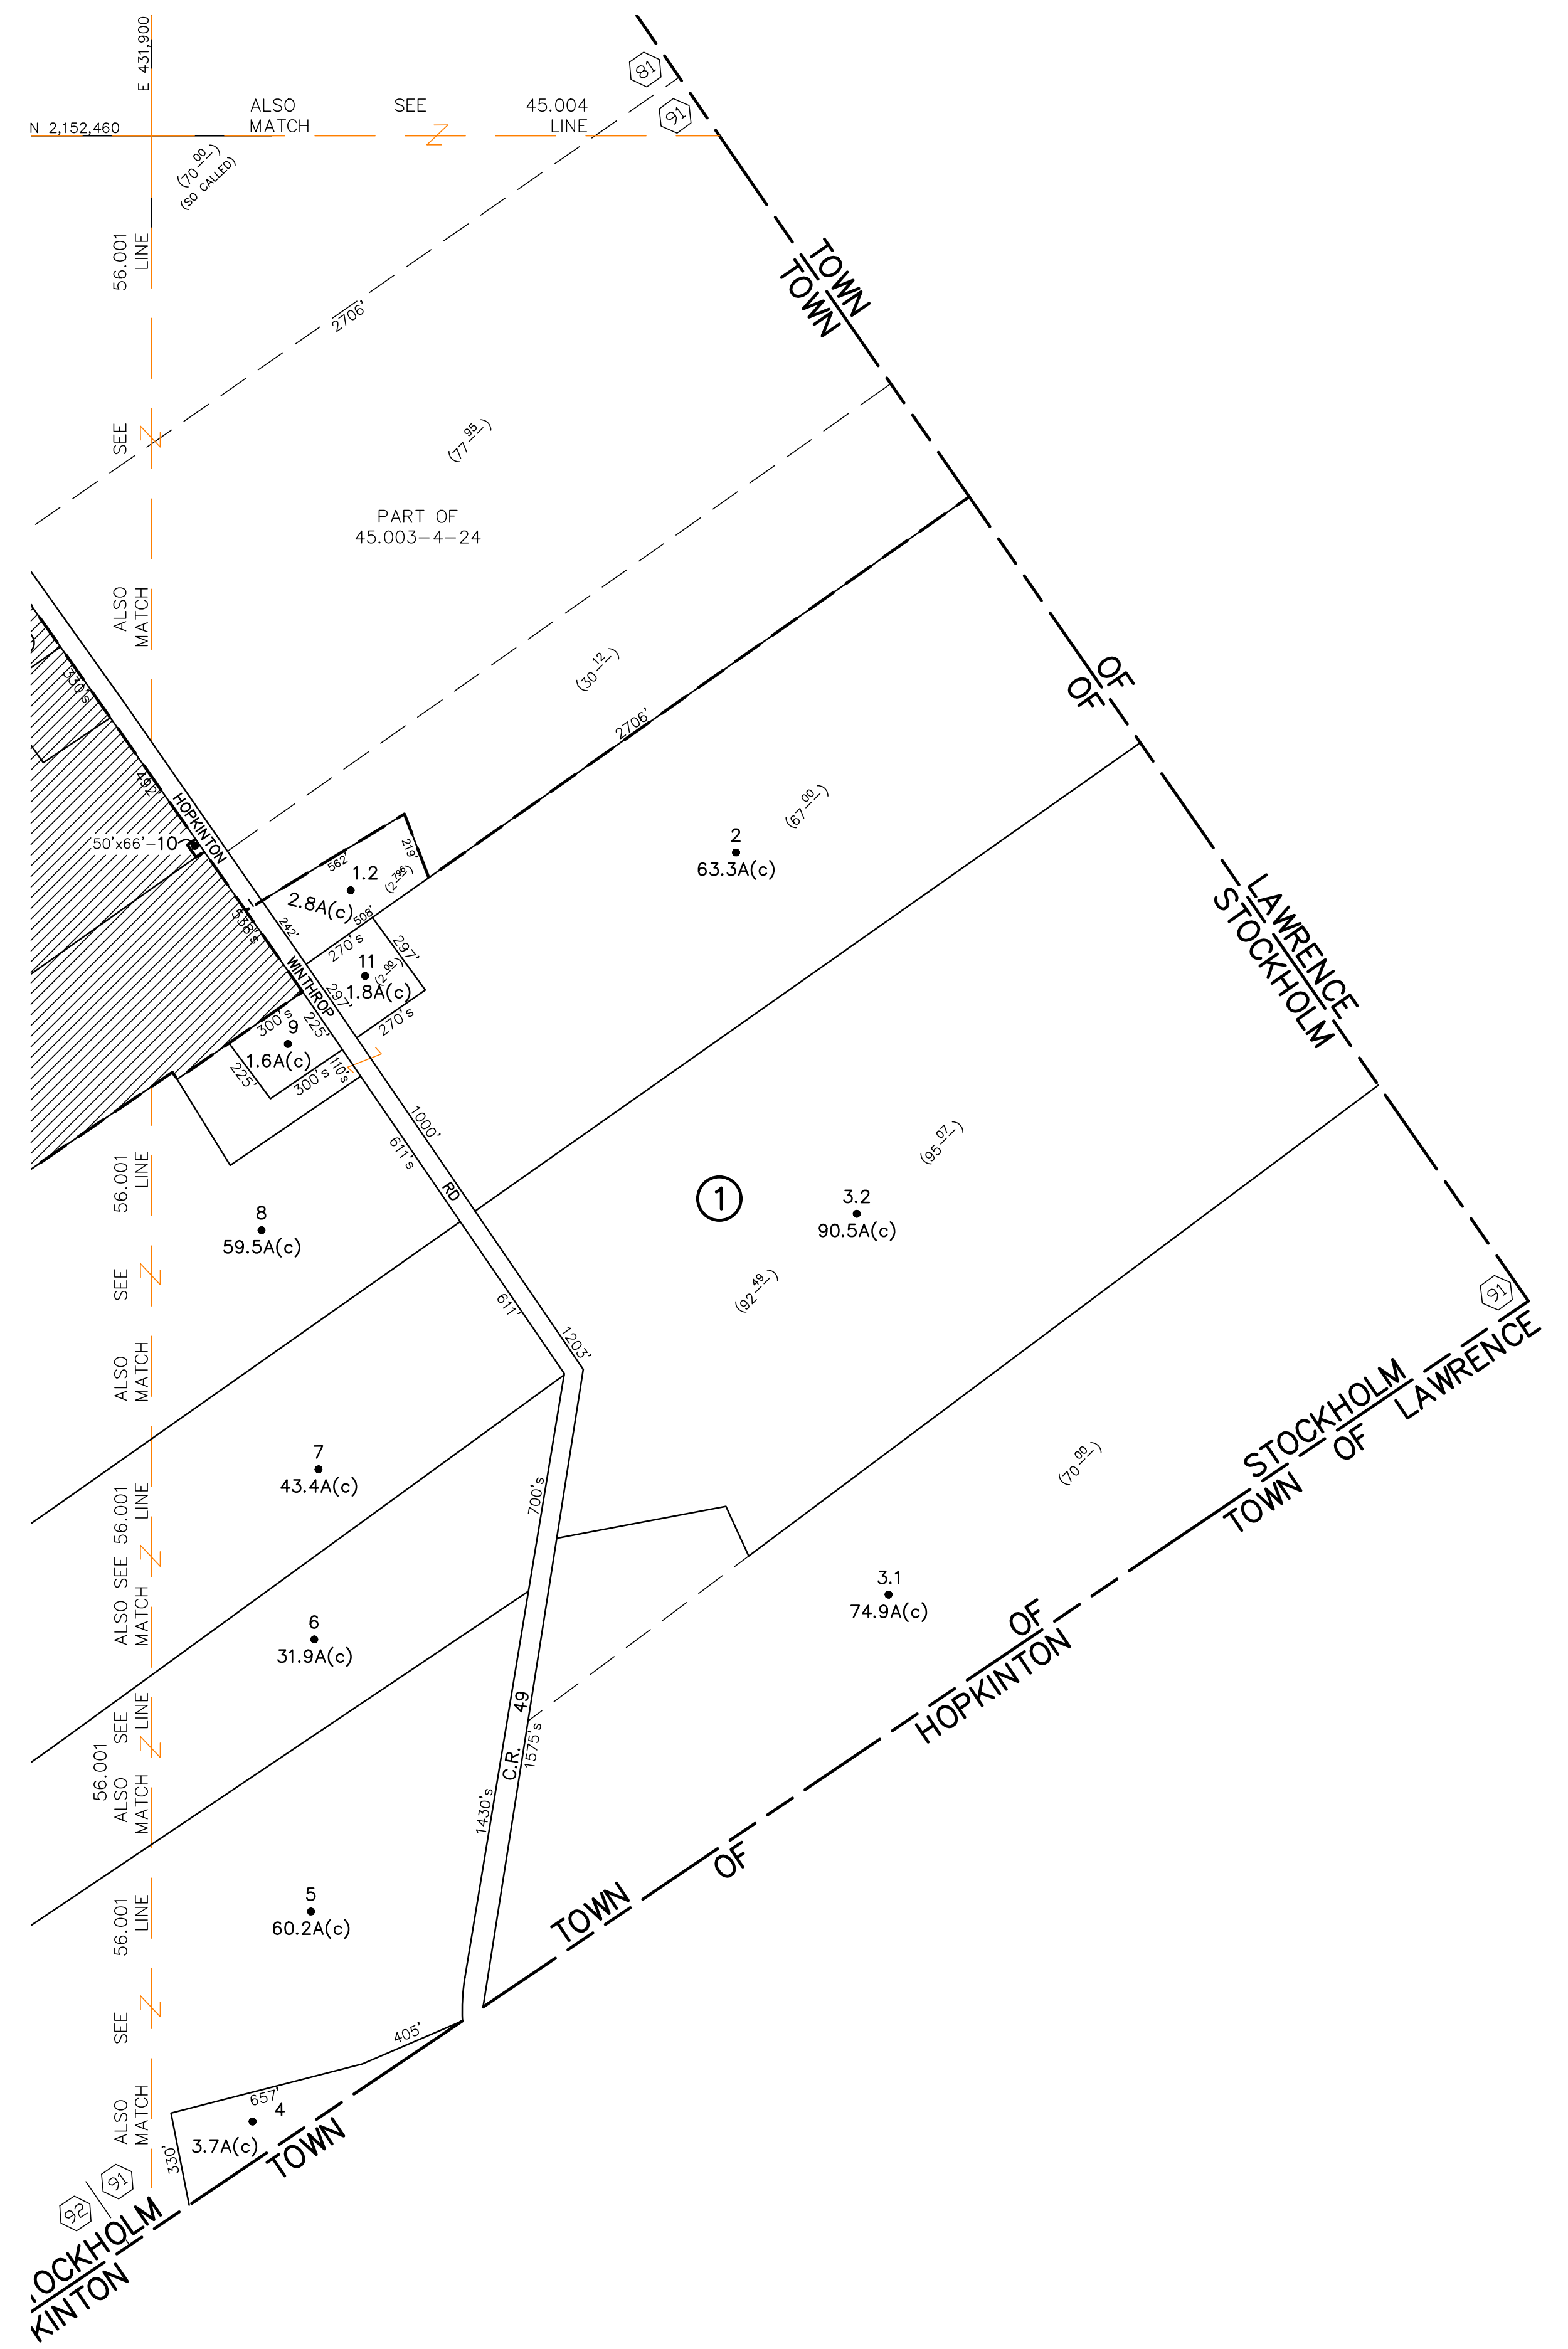 E 431,900
N 2,152,460
ALSO SEE 45.004
MATCH LINE
81
91
(70.00)
(SO CALLED)
56.001
LINE
SEE
ALSO
MATCH
TOWN
TOWN
2706'
(77.95)
PART OF
45.003-4-24
(30.12)
2706'
OF
OF
330's
492'
HOPKINTON
50'x66'-10
538's
562'
219'
1.2
(2.796)
2.8A(c)
508'
242'
270's
297'
11
(2.00)
1.8A(c)
297'
270's
WINTHROP
2
63.3A(c)
(67.00)
LAWRENCE
STOCKHOLM
300's
225'
9
1.6A(c)
225'
300's
110's
1000'
611's
RD
56.001
LINE
SEE
ALSO
MATCH
8
59.5A(c)
1
3.2
90.5A(c)
(95.07)
(92.49)
611'
1203'
91
STOCKHOLM
LAWRENCE
OF
TOWN
7
43.4A(c)
700's
(70.00)
56.001
LINE
SEE
ALSO
MATCH
3.1
74.9A(c)
OF
HOPKINTON
6
31.9A(c)
LINE
SEE
56.001
ALSO
MATCH
C.R. 49
1575's
1430's
OF
TOWN
5
60.2A(c)
56.001
LINE
SEE
ALSO
MATCH
405'
657'
4
3.7A(c)
330'
TOWN
91
92
OCKHOLM
KINTON